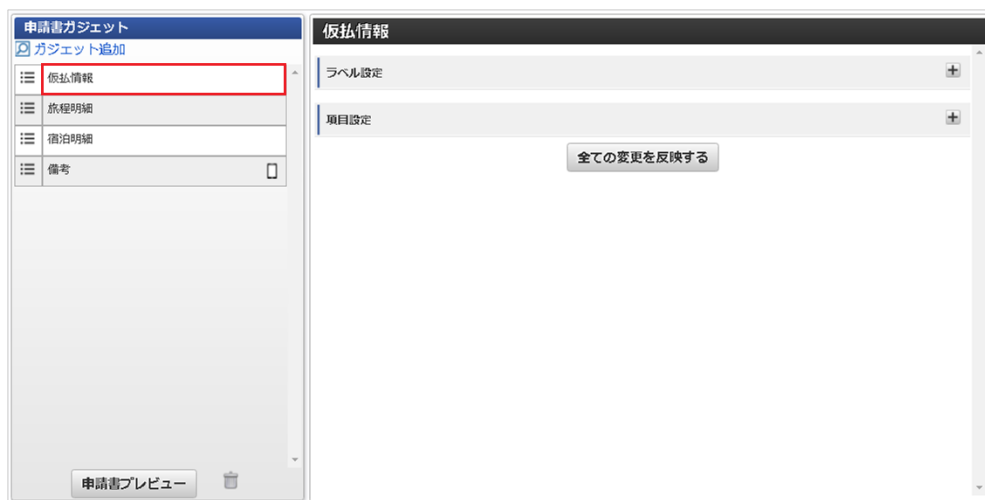 申請書ガジェット
ガジェット追加
仮払情報
旅程明細
宿泊明細
備考
申請書プレビュー
仮払情報
ラベル設定
項目設定
全ての変更を反映する